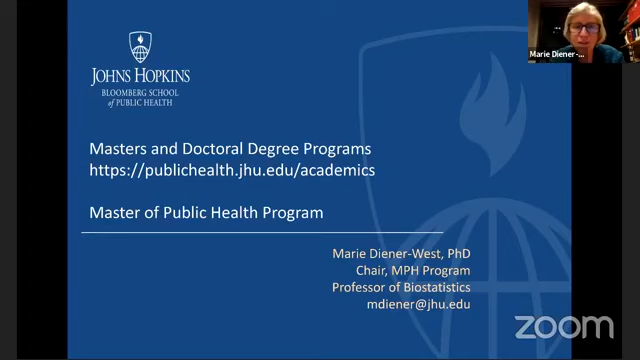 Marie Diener-...
JOHNS HOPKINS
BLOOMBERG SCHOOL
of PUBLIC HEALTH
Masters and Doctoral Degree Programs
https://publichealth.jhu.edu/academics
Master of Public Health Program
Marie Diener-West, PhD
Chair, MPH Program
Professor of Biostatistics
mdiener@jhu.edu
zoom